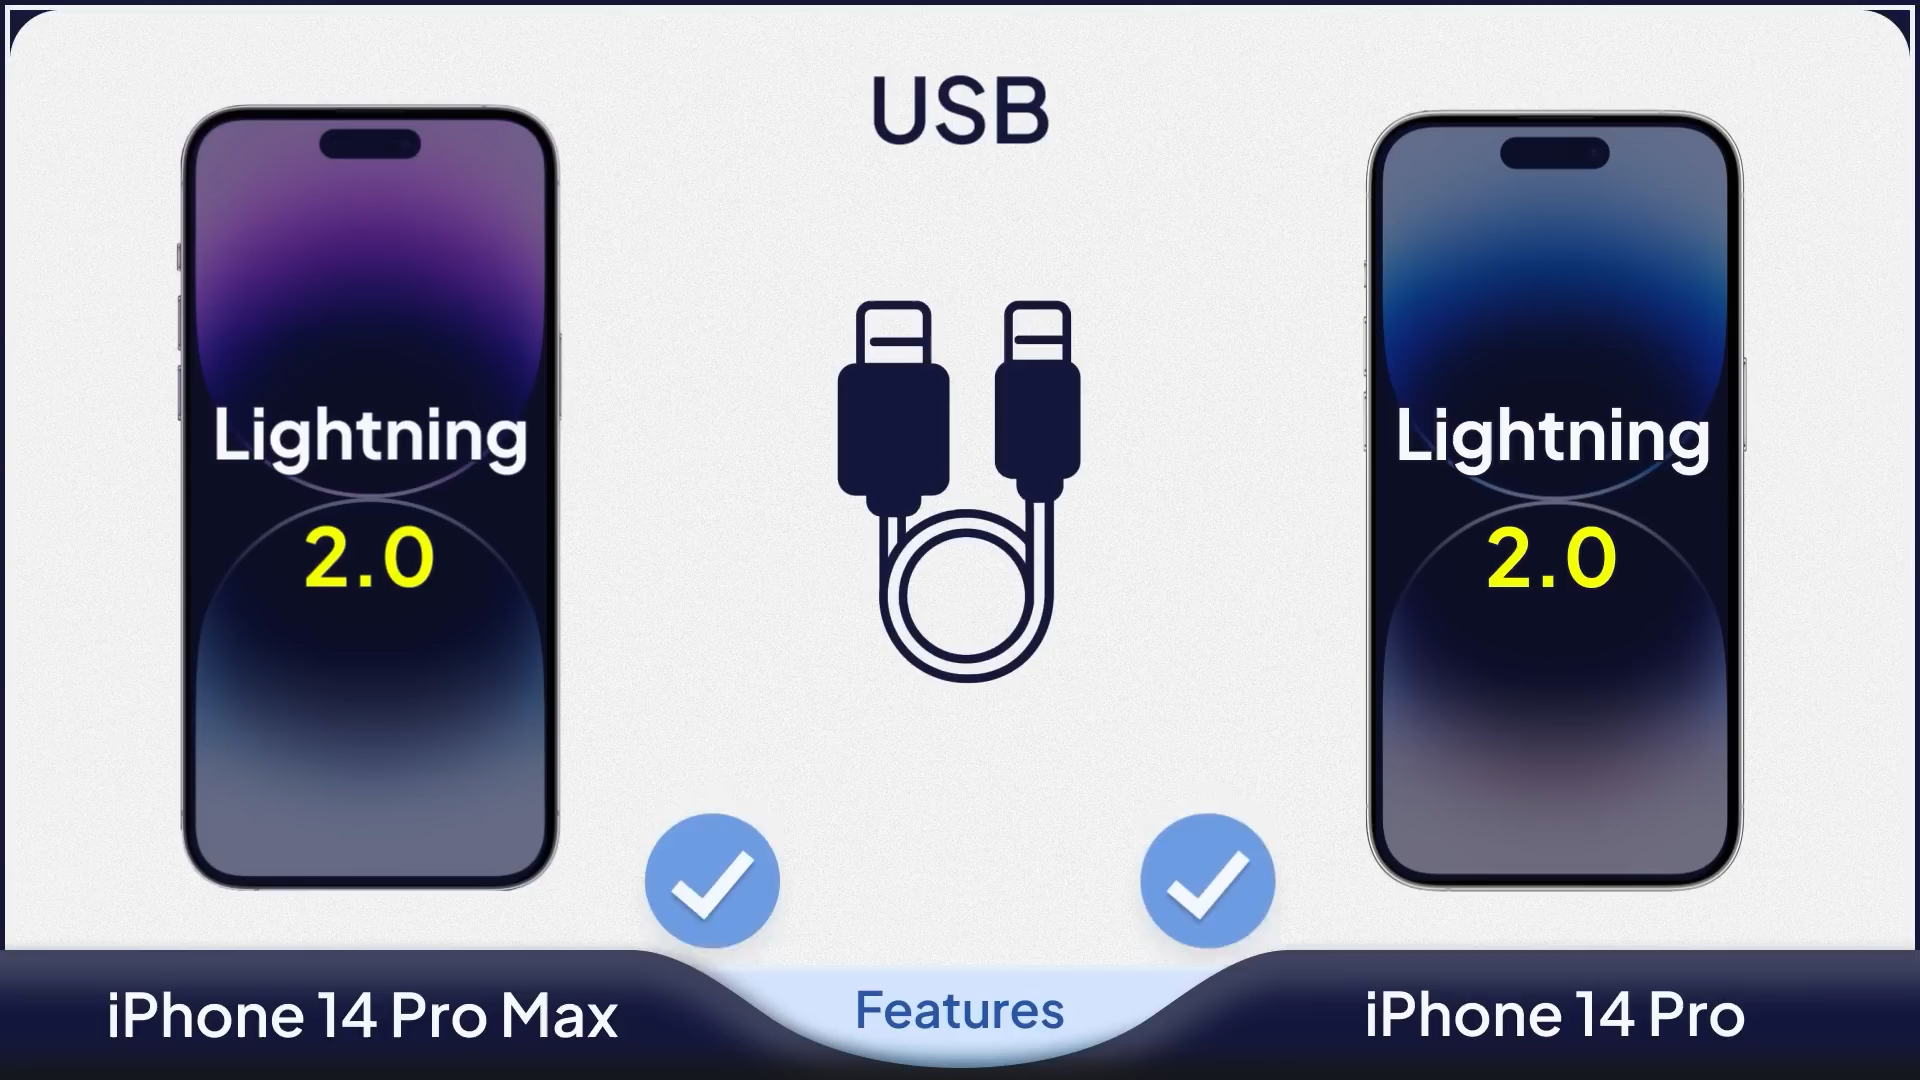 USB
Lightning
2.0
Lightning
2.0
iPhone 14 Pro Max
Features
iPhone 14 Pro